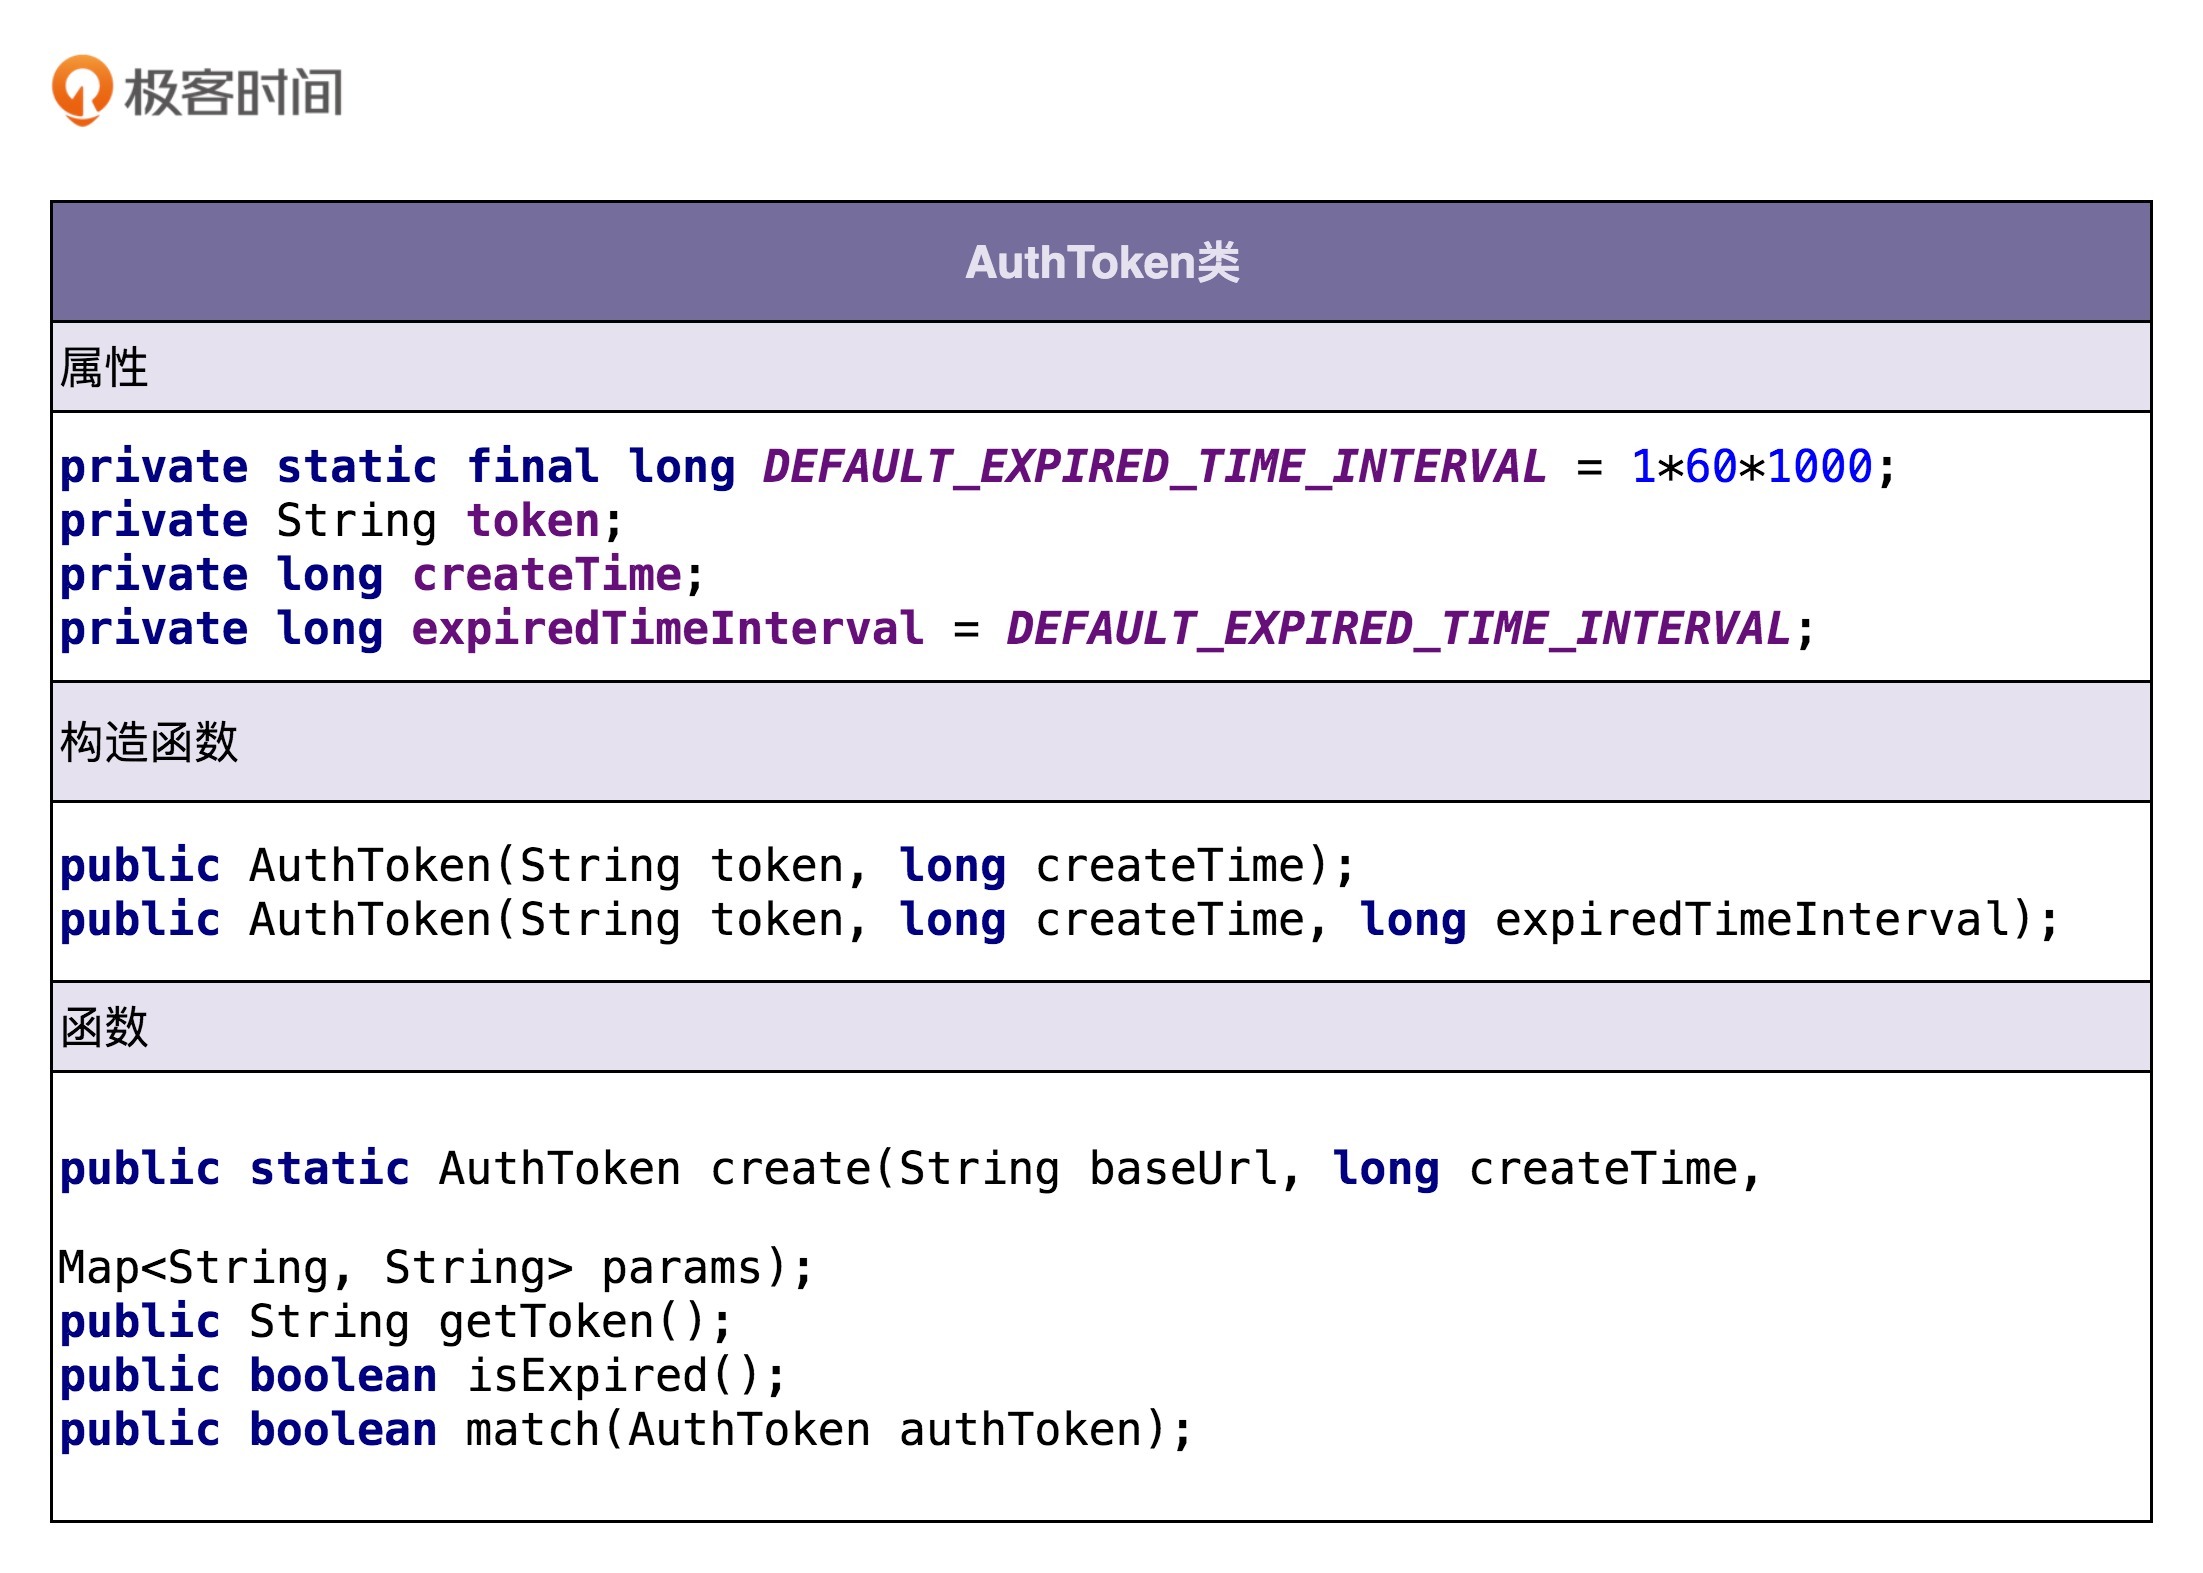 极客时间
AuthToken类
属性
private static final long DEFAULT_EXPIRED_TIME_INTERVAL = 1*60*1000;
private String token;
private long createTime;
private long expiredTimeInterval = DEFAULT_EXPIRED_TIME_INTERVAL;
构造函数
public AuthToken(String token, long createTime);
public AuthToken(String token, long createTime, long expiredTimeInterval);
函数
public static AuthToken create(String baseUrl, long createTime,
Map<String, String> params);
public String getToken();
public boolean isExpired();
public boolean match(AuthToken authToken);